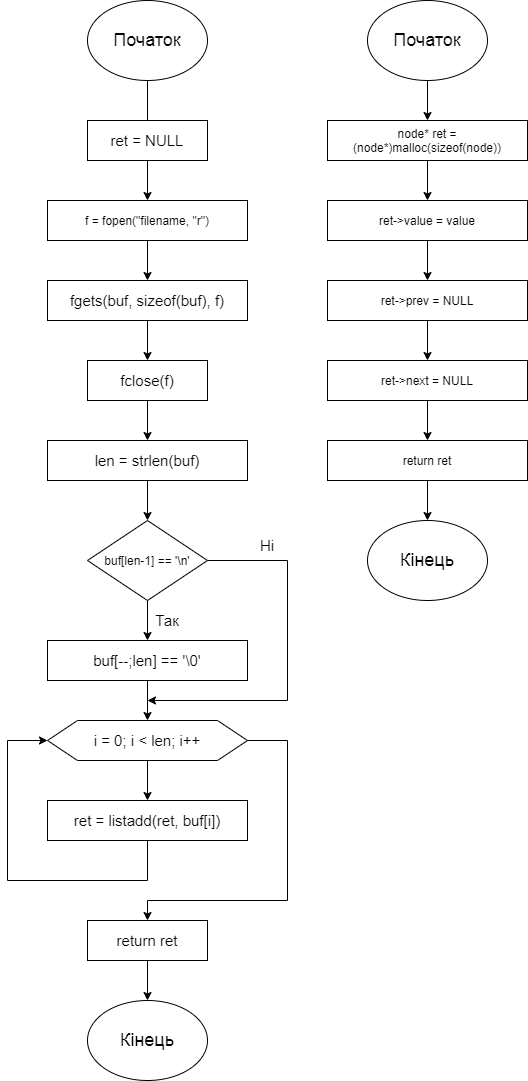 Початок
ret = NULL
f = fopen("filename, "r")
fgets(buf, sizeof(buf), f)
fclose(f)
len = strlen(buf)
buf[len-1] == '\n'
Ні
Так
buf[--;len] == '\0'
i = 0; i < len; i++
ret = listadd(ret, buf[i])
return ret
Кінець
Початок
node* ret =
(node*)malloc(sizeof(node))
ret->value = value
ret->prev = NULL
ret->next = NULL
return ret
Кінець